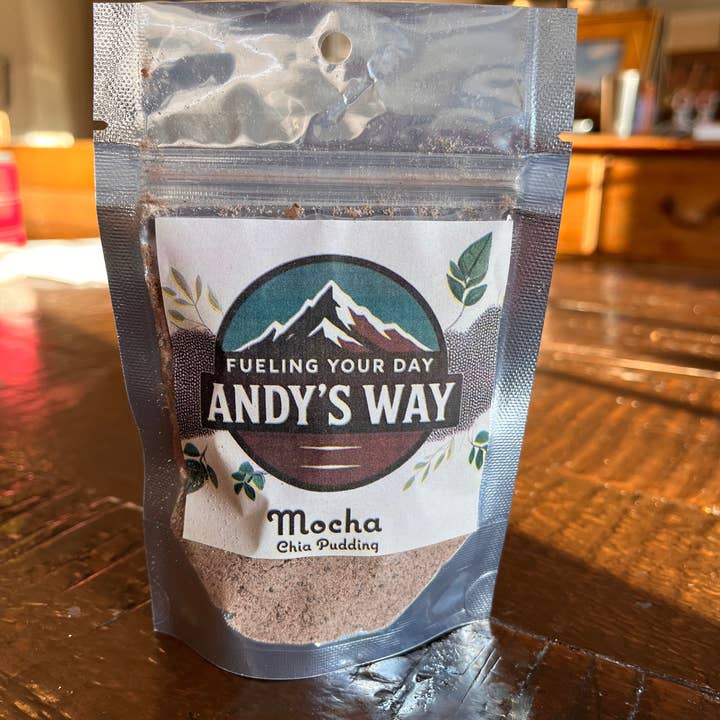 FUELING YOUR DAY
ANDY'S WAY
Mocha
Chia Pudding